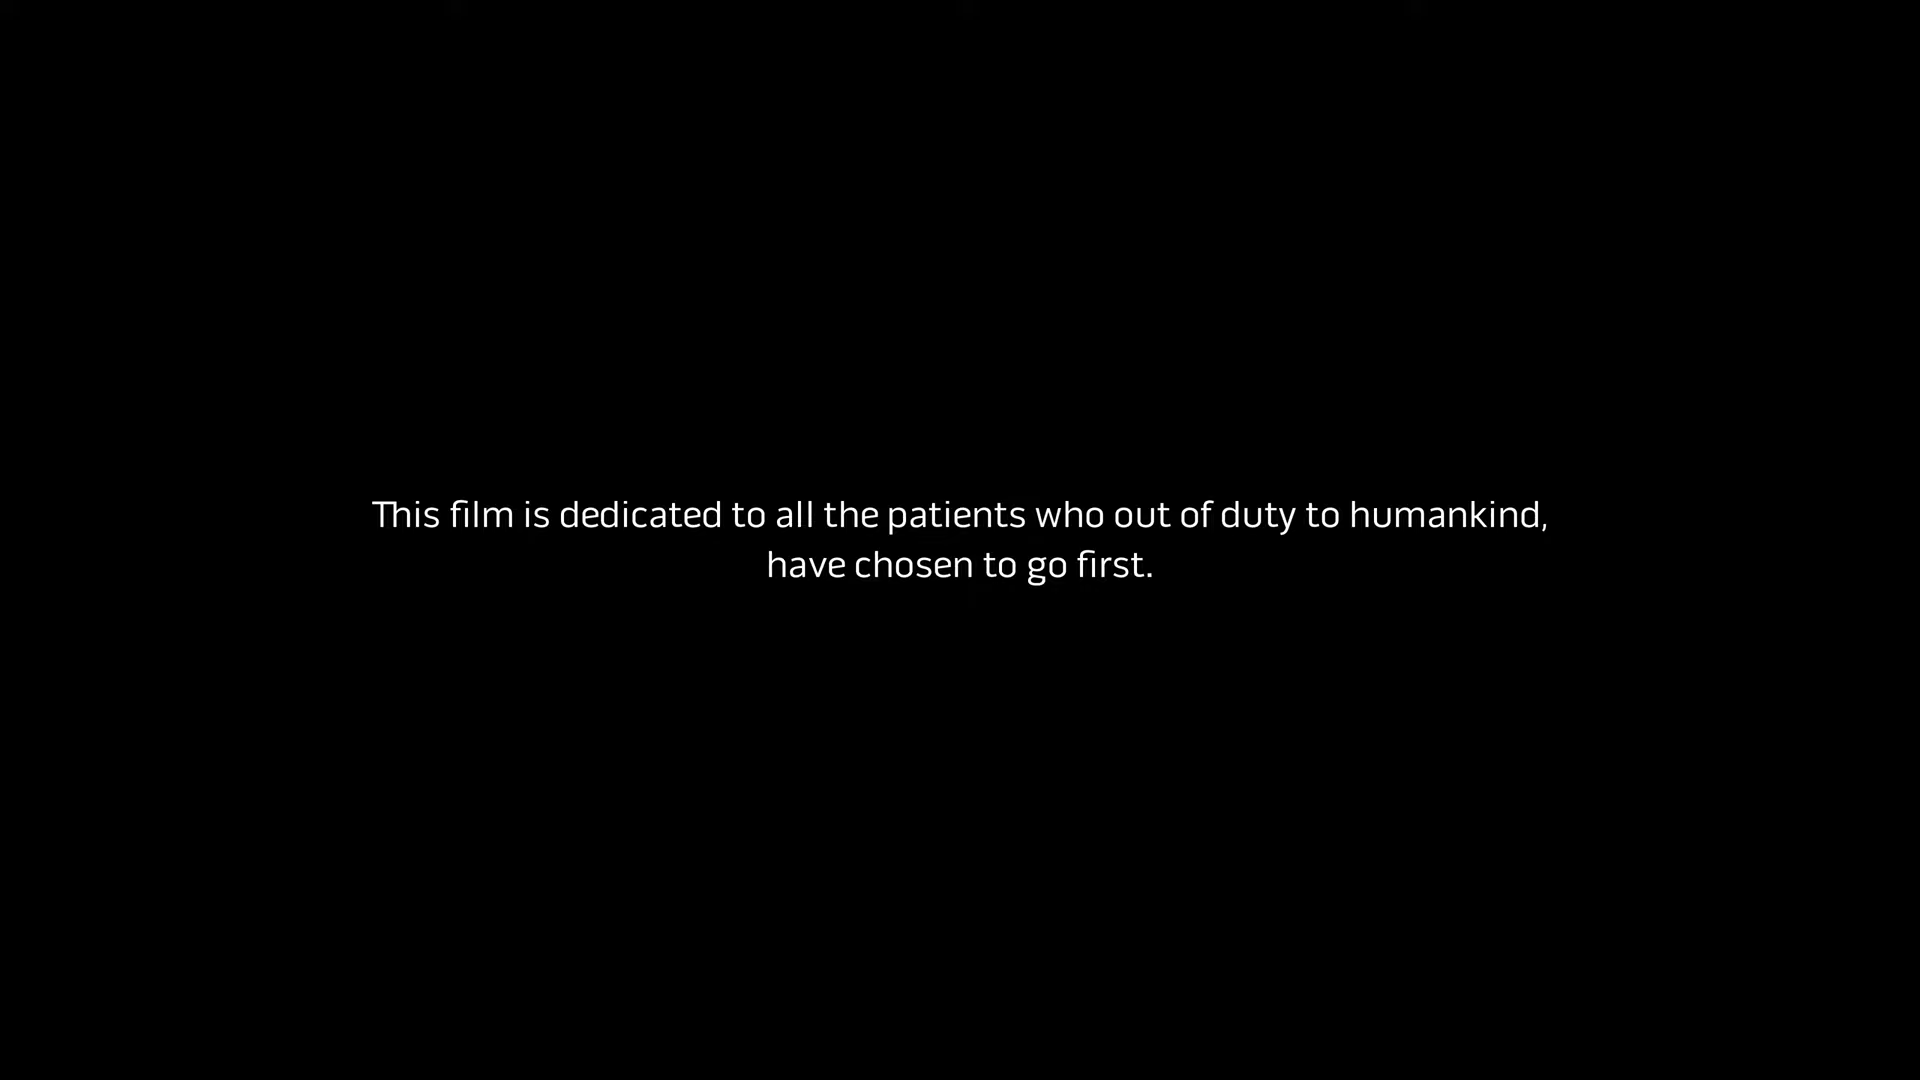 This film is dedicated to all the patients who out of duty to humankind,
have chosen to go first.